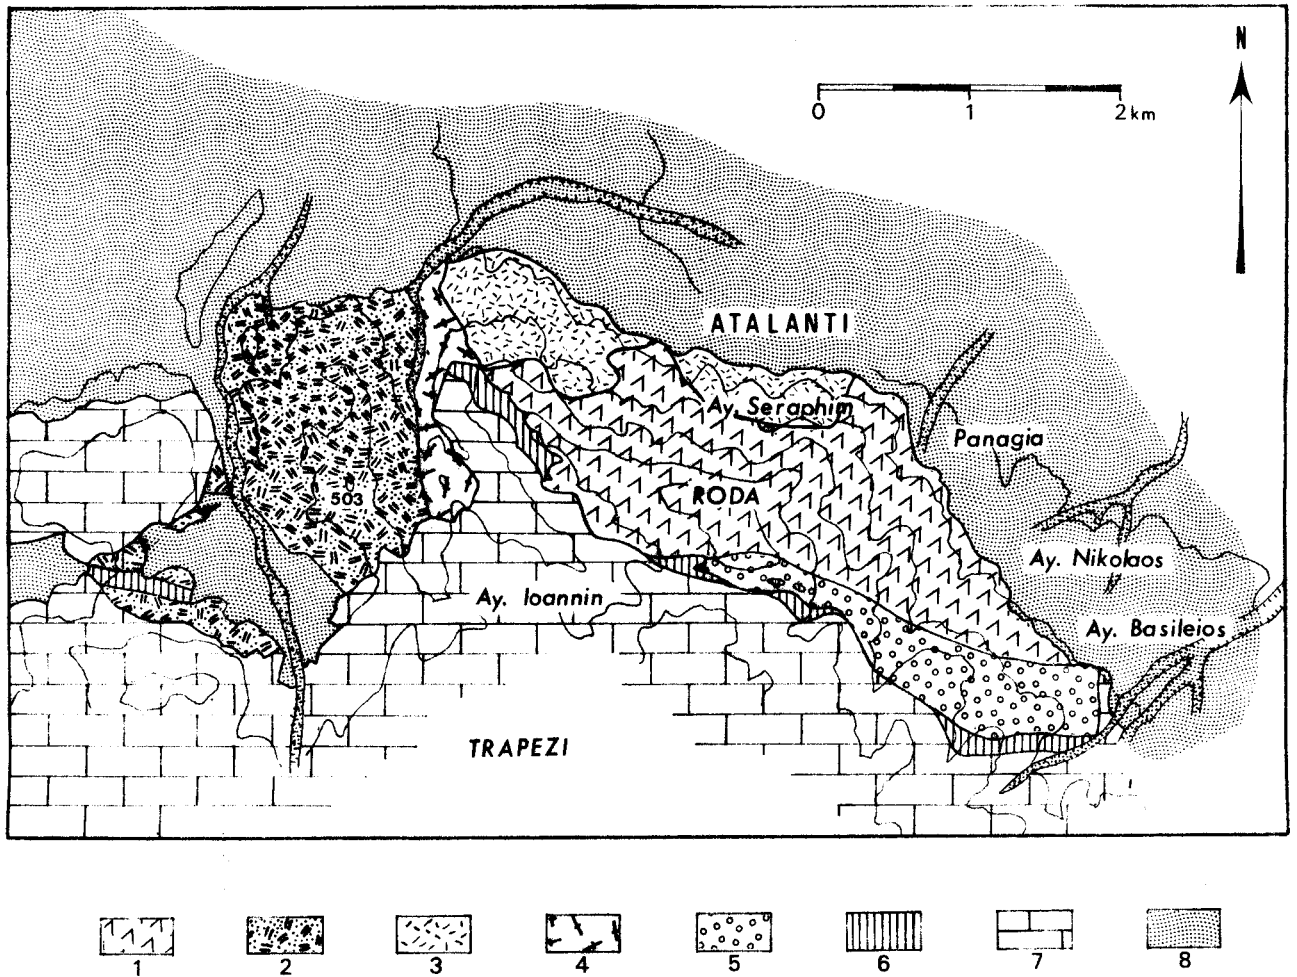 N
0 1 2 km
ATALANTI
Ay. Seraphim
Panagia
503
RODA
Ay. Nikolaos
Ay. Ioannin
Ay. Basileios
TRAPEZI
1 2 3 4 5 6 7 8